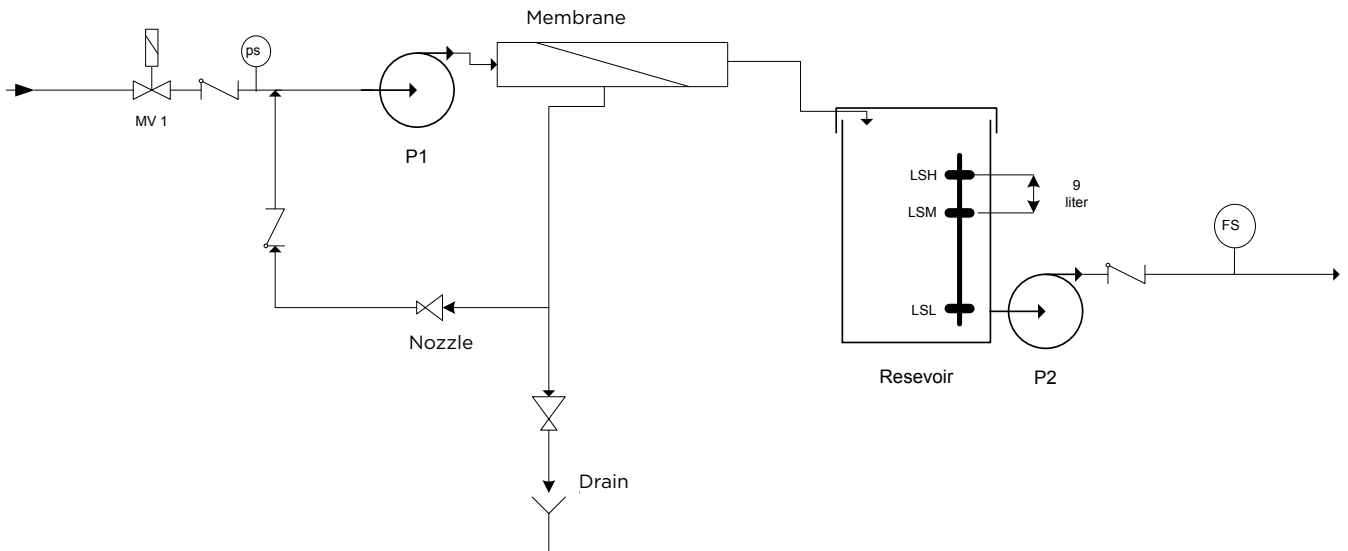 Membrane
ps
MV 1
P1
LSH
LSM
9
liter
FS
LSL
Nozzle
Resevoir
P2
Drain